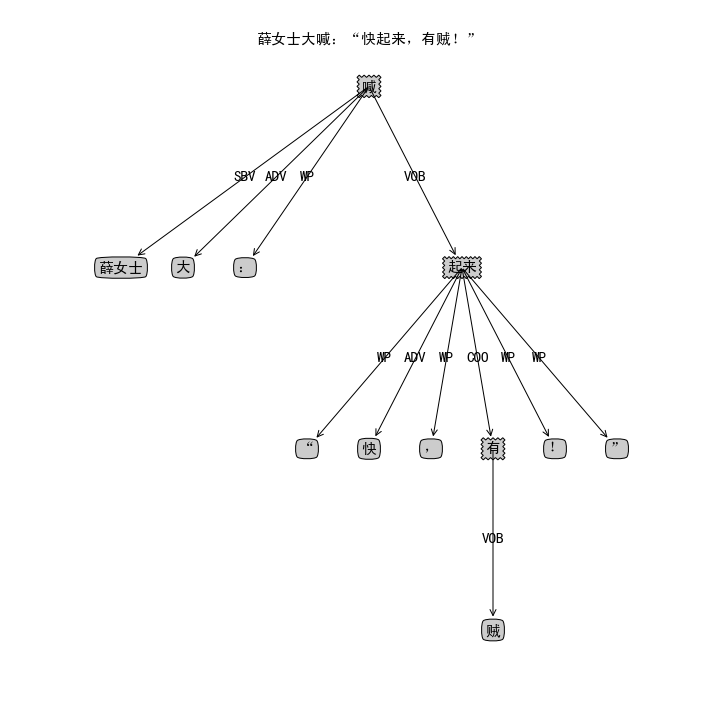 薛女士大喊：“快起来，有贼！”
喊
SBV ADV WP VOB
薛女士 大 ： 起来
WP ADV WP COO WP WP
“ 快 ， 有 ！ ”
VOB
贼